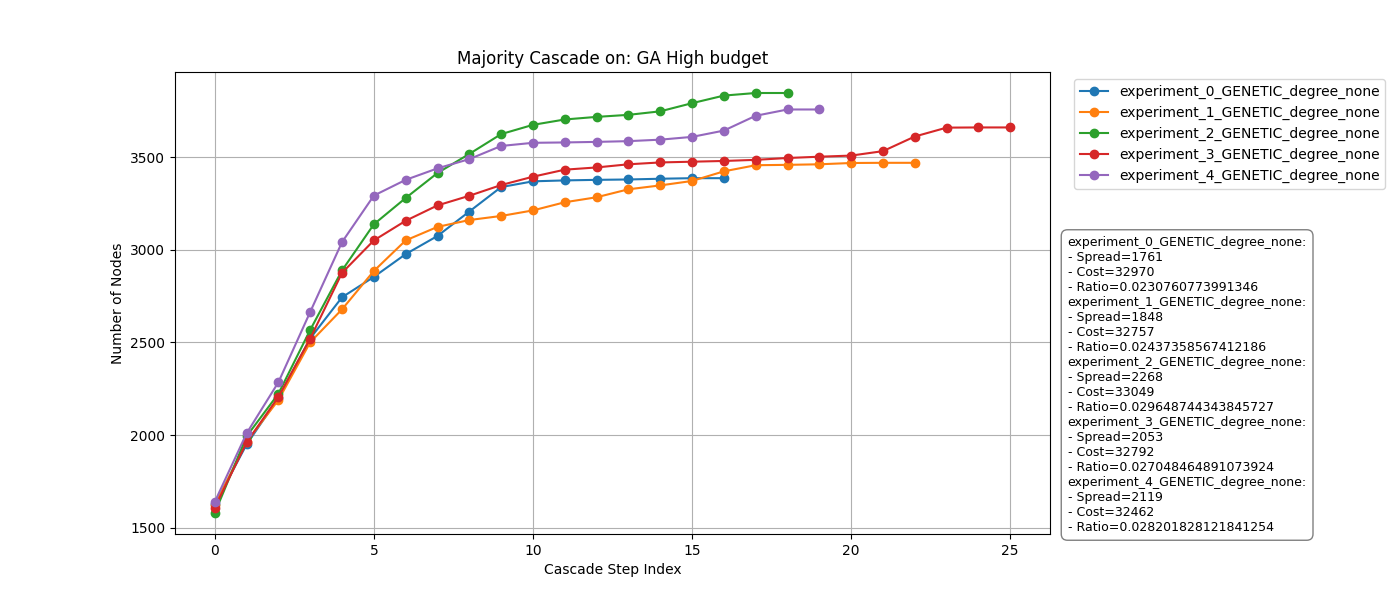 Majority Cascade on: GA High budget
experiment_0_GENETIC_degree_none
experiment_1_GENETIC_degree_none
experiment_2_GENETIC_degree_none
experiment_3_GENETIC_degree_none
experiment_4_GENETIC_degree_none
3500
3000
2500
2000
1500
Number of Nodes
0
5
10
15
20
25
Cascade Step Index
experiment_0_GENETIC_degree_none:
- Spread=1761
- Cost=32970
- Ratio=0.0230760773991346
experiment_1_GENETIC_degree_none:
- Spread=1848
- Cost=32757
- Ratio=0.02437358567412186
experiment_2_GENETIC_degree_none:
- Spread=2268
- Cost=33049
- Ratio=0.029648744343845727
experiment_3_GENETIC_degree_none:
- Spread=2053
- Cost=32792
- Ratio=0.027048464891073924
experiment_4_GENETIC_degree_none:
- Spread=2119
- Cost=32462
- Ratio=0.028201828121841254